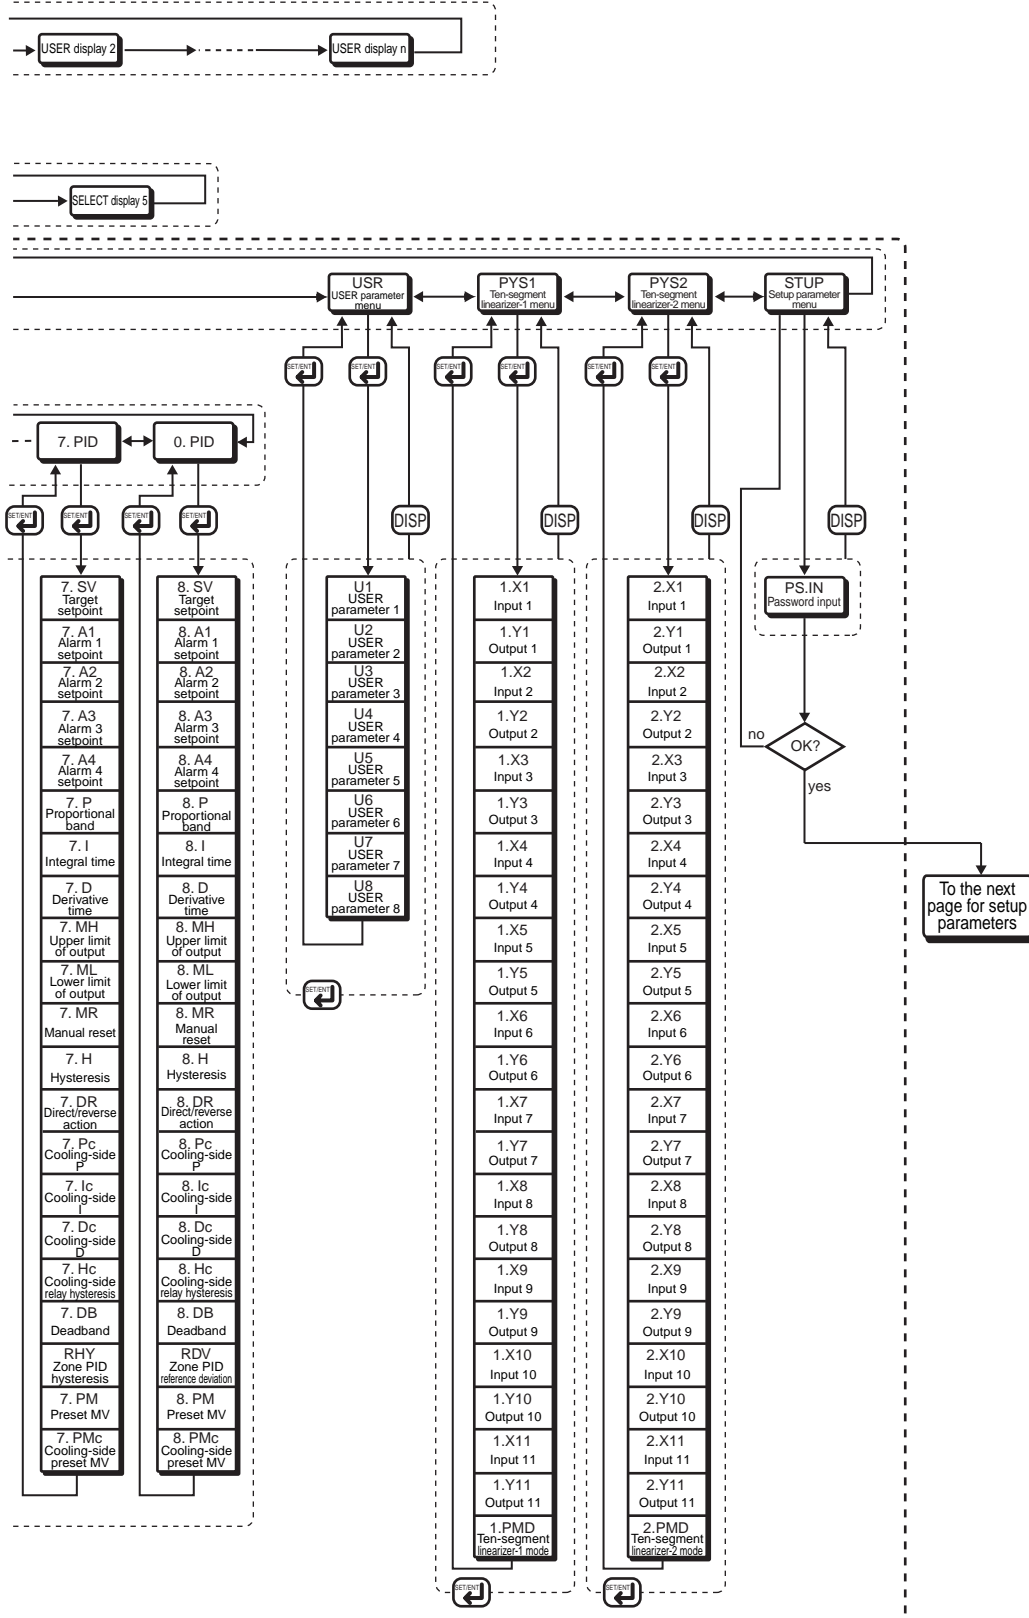 USER display 2
USER display n
SELECT display 5
USR
USER parameter
menu
PYS1
Ten-segment
linearizer-1 menu
PYS2
Ten-segment
linearizer-2 menu
STUP
Setup parameter
menu
SET/ENT
SET/ENT
SET/ENT
SET/ENT
SET/ENT
SET/ENT
7. PID
0. PID
SET/ENT
SET/ENT
SET/ENT
SET/ENT
DISP
DISP
DISP
DISP
7. SV
Target
setpoint
7. A1
Alarm 1
setpoint
7. A2
Alarm 2
setpoint
7. A3
Alarm 3
setpoint
7. A4
Alarm 4
setpoint
7. P
Proportional
band
7. I
Integral time
7. D
Derivative
time
7. MH
Upper limit
of output
7. ML
Lower limit
of output
7. MR
Manual reset
7. H
Hysteresis
7. DR
Direct/reverse
action
7. Pc
Cooling-side
P
7. Ic
Cooling-side
I
7. Dc
Cooling-side
D
7. Hc
Cooling-side
relay hysteresis
7. DB
Deadband
RHY
Zone PID
hysteresis
7. PM
Preset MV
7. PMc
Cooling-side
preset MV
8. SV
Target
setpoint
8. A1
Alarm 1
setpoint
8. A2
Alarm 2
setpoint
8. A3
Alarm 3
setpoint
8. A4
Alarm 4
setpoint
8. P
Proportional
band
8. I
Integral time
8. D
Derivative
time
8. MH
Upper limit
of output
8. ML
Lower limit
of output
8. MR
Manual
reset
8. H
Hysteresis
8. DR
Direct/reverse
action
8. Pc
Cooling-side
P
8. Ic
Cooling-side
I
8. Dc
Cooling-side
D
8. Hc
Cooling-side
relay hysteresis
8. DB
Deadband
RDV
Zone PID
reference deviation
8. PM
Preset MV
8. PMc
Cooling-side
preset MV
U1
USER
parameter 1
U2
USER
parameter 2
U3
USER
parameter 3
U4
USER
parameter 4
U5
USER
parameter 5
U6
USER
parameter 6
U7
USER
parameter 7
U8
USER
parameter 8
SET/ENT
1.X1
Input 1
1.Y1
Output 1
1.X2
Input 2
1.Y2
Output 2
1.X3
Input 3
1.Y3
Output 3
1.X4
Input 4
1.Y4
Output 4
1.X5
Input 5
1.Y5
Output 5
1.X6
Input 6
1.Y6
Output 6
1.X7
Input 7
1.Y7
Output 7
1.X8
Input 8
1.Y8
Output 8
1.X9
Input 9
1.Y9
Output 9
1.X10
Input 10
1.Y10
Output 10
1.X11
Input 11
1.Y11
Output 11
1.PMD
Ten-segment
linearizer-1 mode
SET/ENT
2.X1
Input 1
2.Y1
Output 1
2.X2
Input 2
2.Y2
Output 2
2.X3
Input 3
2.Y3
Output 3
2.X4
Input 4
2.Y4
Output 4
2.X5
Input 5
2.Y5
Output 5
2.X6
Input 6
2.Y6
Output 6
2.X7
Input 7
2.Y7
Output 7
2.X8
Input 8
2.Y8
Output 8
2.X9
Input 9
2.Y9
Output 9
2.X10
Input 10
2.Y10
Output 10
2.X11
Input 11
2.Y11
Output 11
2.PMD
Ten-segment
linearizer-2 mode
SET/ENT
PS.IN
Password input
no
OK?
yes
To the next
page for setup
parameters